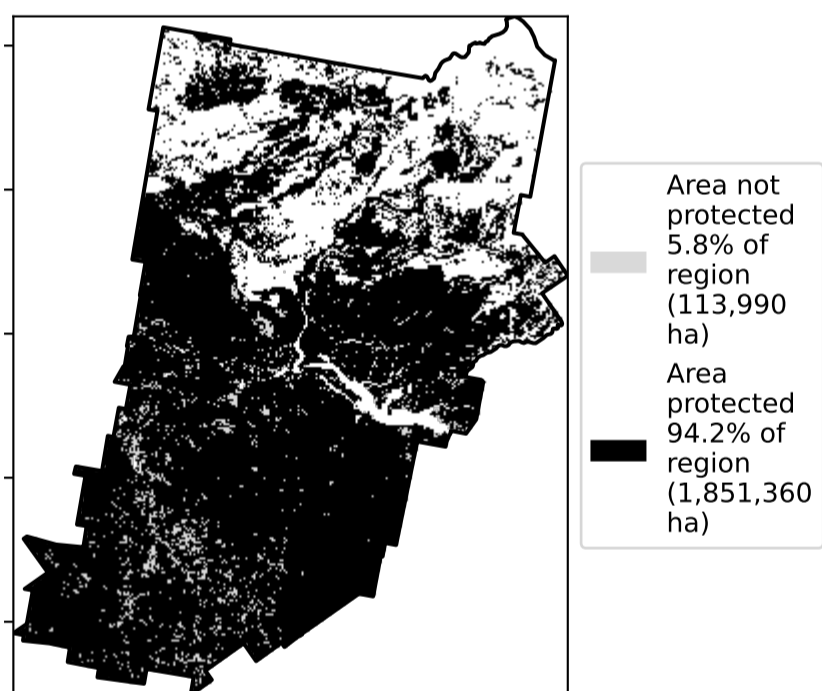 Area not
protected
5.8% of
region
(113,990
ha)
Area
protected
94.2% of
region
(1,851,360
ha)